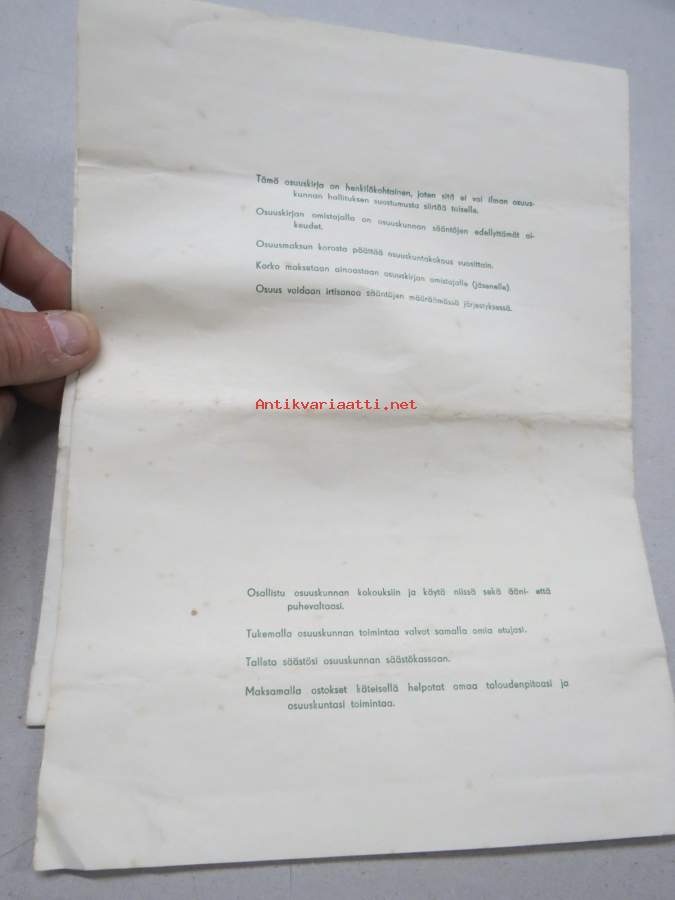 Tämä osuuskirja on henkilökohtainen, joten sitä ei voi ilman osuus-
kunnan hallituksen suostumusta siirtää toiselle.
Osuuskirjan omistajalla on osuuskunnan sääntöjen edellyttämät oi-
keudet.
Osuusmaksun korosta päättää osuuskuntakokous vuosittain.
Korko maksetaan ainoastaan osuuskirjan omistajalle (jäsenelle).
Osuus voidaan irtisanoa sääntöjen määräämässä järjestyksessä.
Antikvariaatti.net
Osallistu osuuskunnan kokouksiin ja käytä niissä sekä ääni- että
puhevaltaasi.
Tukemalla osuuskunnan toimintaa valvot samalla omia etujasi.
Talleta säästösi osuuskunnan säästökassaan.
Maksamalla ostokset käteisellä helpotat omaa taloudenpitoasi ja
osuuskuntasi toimintaa.